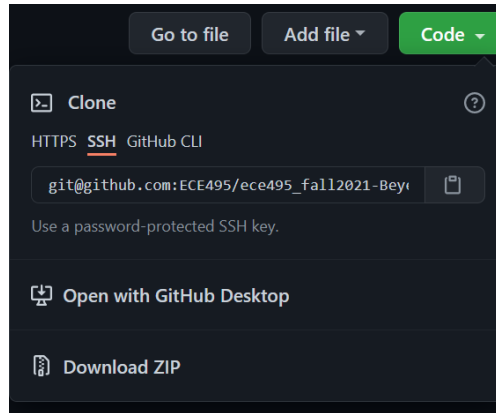 Go to file Add file Code
Clone
HTTPS SSH GitHub CLI
git@github.com:ECE495/ece495_fall2021-Beye
Use a password-protected SSH key.
Open with GitHub Desktop
Download ZIP